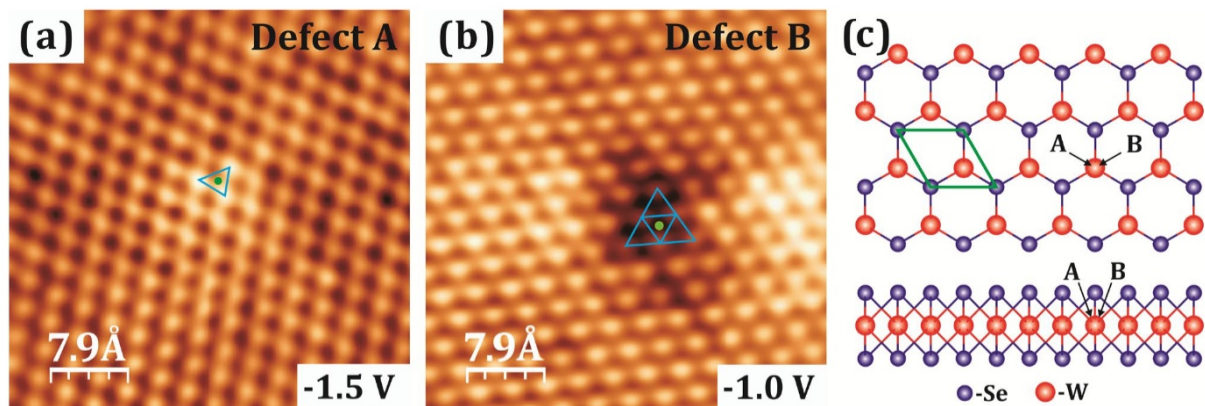 (a)
Defect A
7.9Å
-1.5 V
(b)
Defect B
7.9Å
-1.0 V
(c)
A
B
A
B
-Se
-W